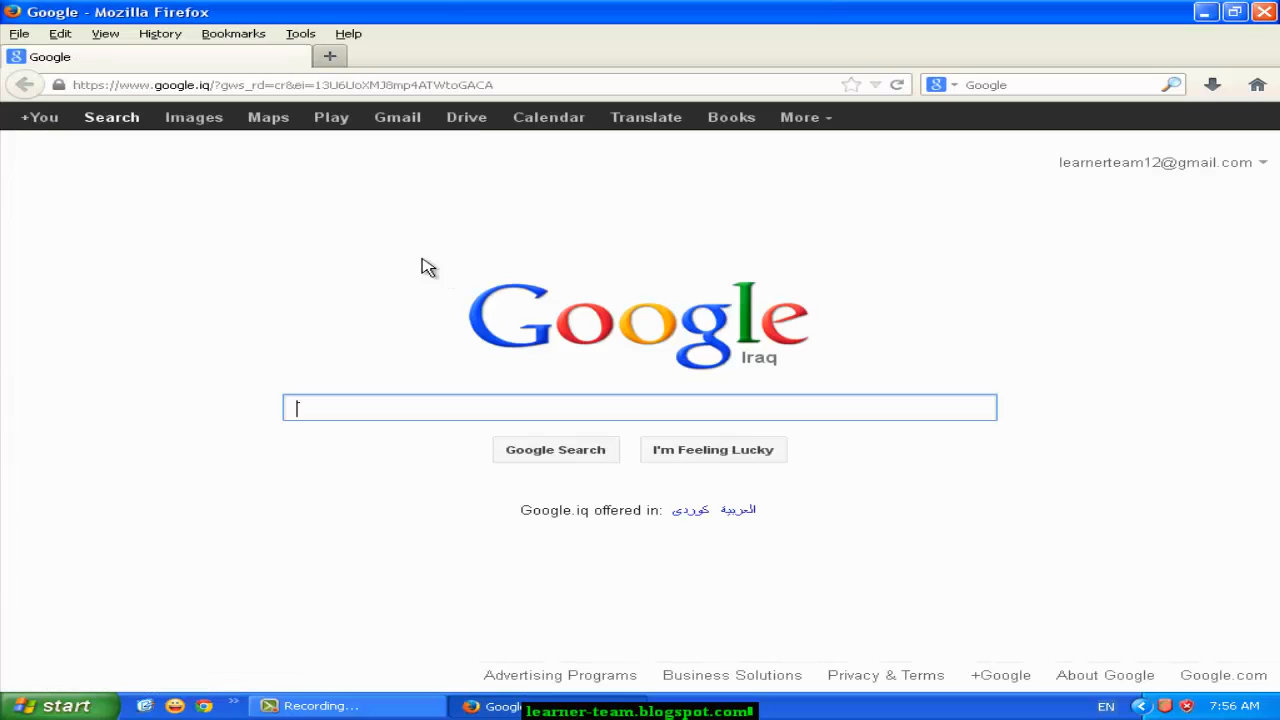 Google - Mozilla Firefox
File Edit View History Bookmarks Tools Help
Google
https://www.google.iq/?gws_rd=cr&ei=13U6UoXMJ8mp4ATWtoGACA
Google
+You Search Images Maps Play Gmail Drive Calendar Translate Books More
learnerteam12@gmail.com
Google
Iraq
Google Search I'm Feeling Lucky
Google.iq offered in: كوردی العربية
Advertising Programs Business Solutions Privacy & Terms +Google About Google Google.com
start Recording... Goog EN 7:56 AM
learner-team.blogspot.com